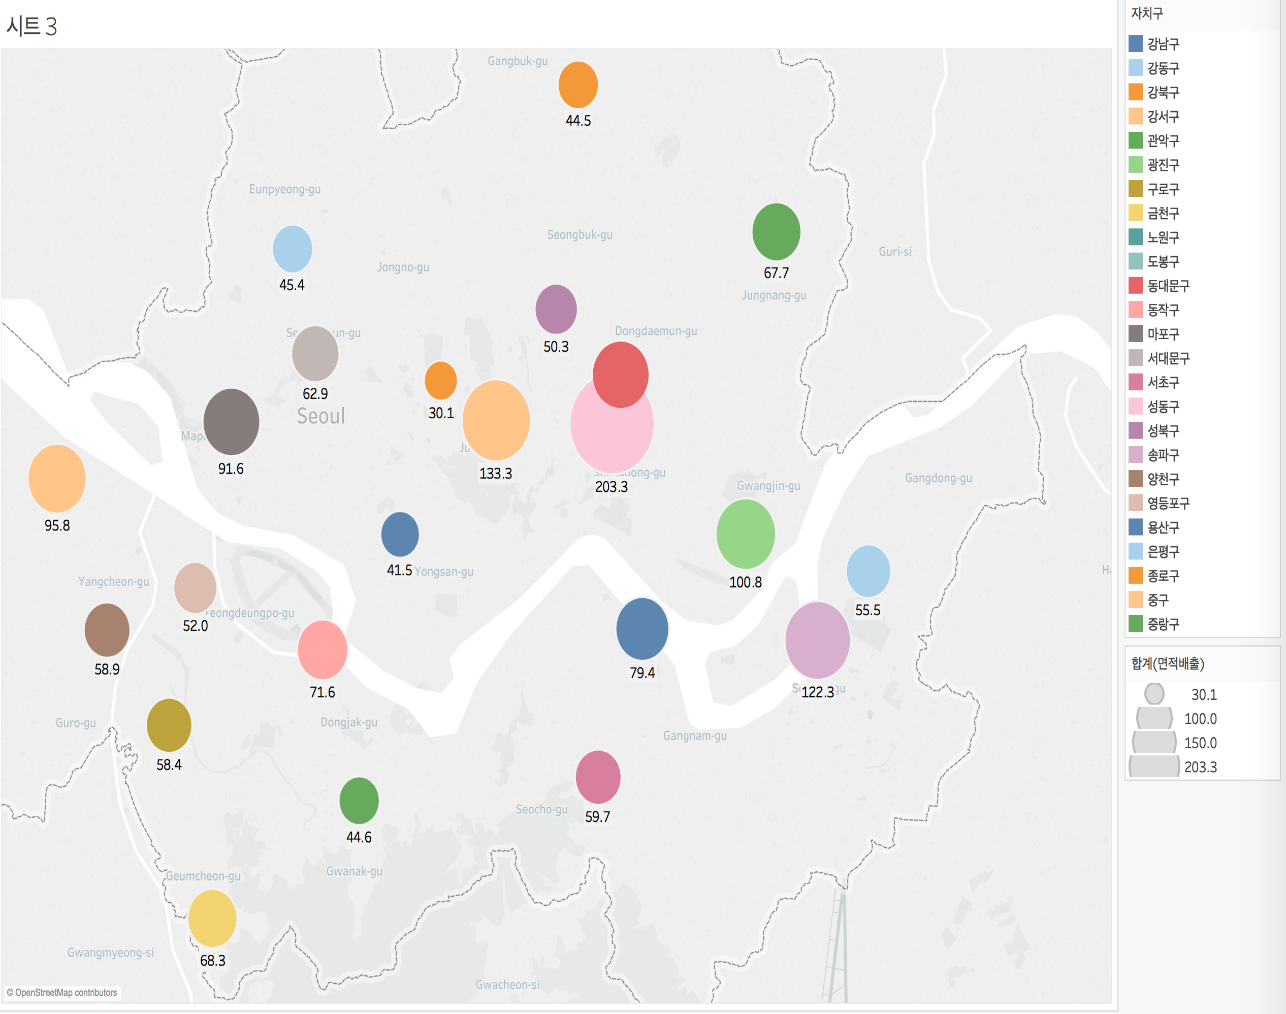 시트 3
Gangbuk-gu
44.5
Eunpyeong-gu
45.4
Jongno-gu
Seongbuk-gu
67.7
Guri-si
Jungnang-gu
50.3
Dongdaemun-gu
62.9
30.1
Seoul
91.6
133.3
203.3
95.8
Gwangjin-gu
Gangdong-gu
41.5
Yongsan-gu
100.8
55.5
Yangcheon-gu
52.0
58.9
71.6
79.4
122.3
Guro-gu
Dongjak-gu
Gangnam-gu
58.4
59.7
Seocho-gu
44.6
Gwanak-gu
Geumcheon-gu
68.3
Gwangmyeong-si
Gwacheon-si
© OpenStreetMap contributors
자치구
강남구
강동구
강북구
강서구
관악구
광진구
구로구
금천구
노원구
도봉구
동대문구
동작구
마포구
서대문구
서초구
성동구
성북구
송파구
양천구
영등포구
용산구
은평구
종로구
중구
중랑구
합계(면적배출)
30.1
100.0
150.0
203.3